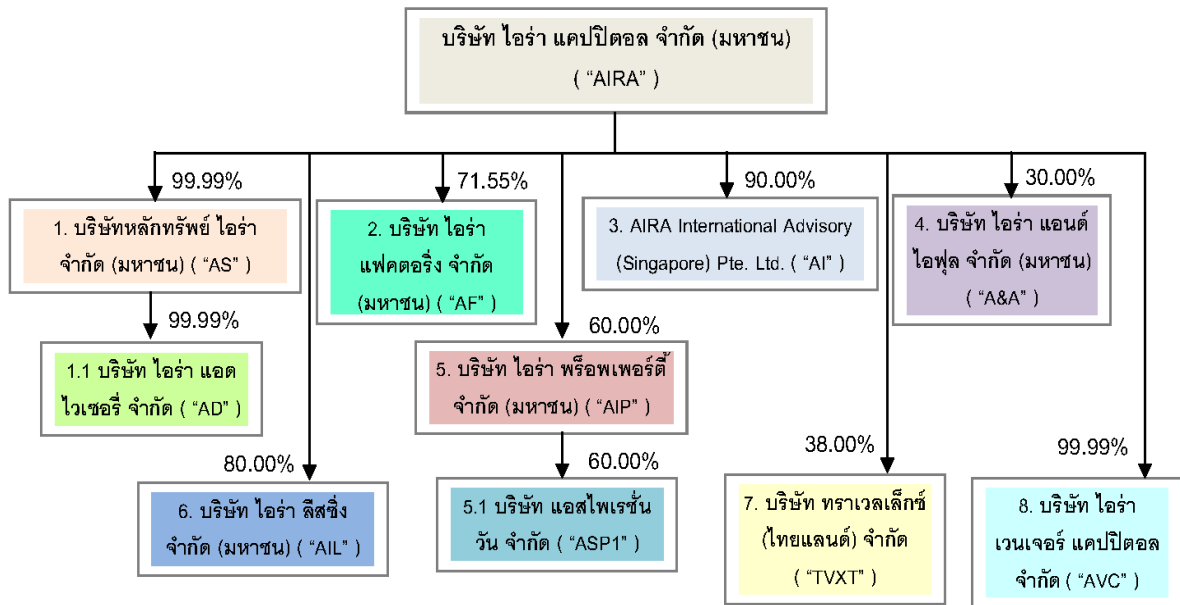 บริษัท ไอร่า แคปปิตอล จำกัด (มหาชน)
( “AIRA” )
99.99%
71.55%
90.00%
30.00%
1. บริษัทหลักทรัพย์ ไอร่า
จำกัด (มหาชน) ( “AS” )
2. บริษัท ไอร่า
แฟคตอริ่ง จำกัด
(มหาชน) ( “AF” )
3. AIRA International Advisory
(Singapore) Pte. Ltd. ( “AI” )
4. บริษัท ไอร่า แอนด์
ไอฟุล จำกัด (มหาชน)
( “A&A” )
99.99%
60.00%
1.1 บริษัท ไอร่า แอด
ไวเซอรี่ จำกัด ( “AD” )
5. บริษัท ไอร่า พร็อพเพอร์ตี้
จำกัด (มหาชน) ( “AIP” )
80.00%
60.00%
38.00%
99.99%
6. บริษัท ไอร่า ลีสซิ่ง
จำกัด (มหาชน) ( “AIL” )
5.1 บริษัท แอสไพเรชั่น
วัน จำกัด ( “ASP1” )
7. บริษัท ทราเวลเล็กซ์
(ไทยแลนด์) จำกัด
( “TVXT” )
8. บริษัท ไอร่า
เวนเจอร์ แคปปิตอล
จำกัด ( “AVC” )